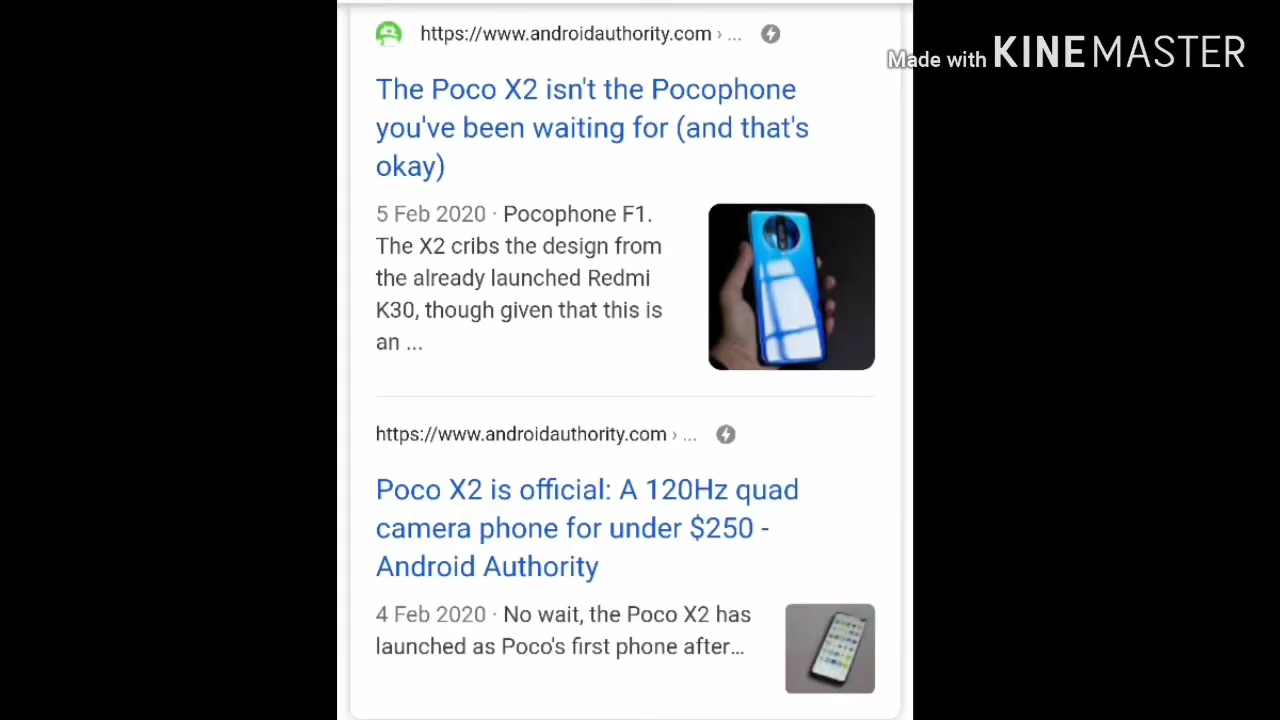 https://www.androidauthority.com › ...
Made with KINEMASTER
The Poco X2 isn't the Pocophone
you've been waiting for (and that's
okay)
5 Feb 2020 · Pocophone F1.
The X2 cribs the design from
the already launched Redmi
K30, though given that this is
an ...
https://www.androidauthority.com › ...
Poco X2 is official: A 120Hz quad
camera phone for under $250 -
Android Authority
4 Feb 2020 · No wait, the Poco X2 has
launched as Poco's first phone after...